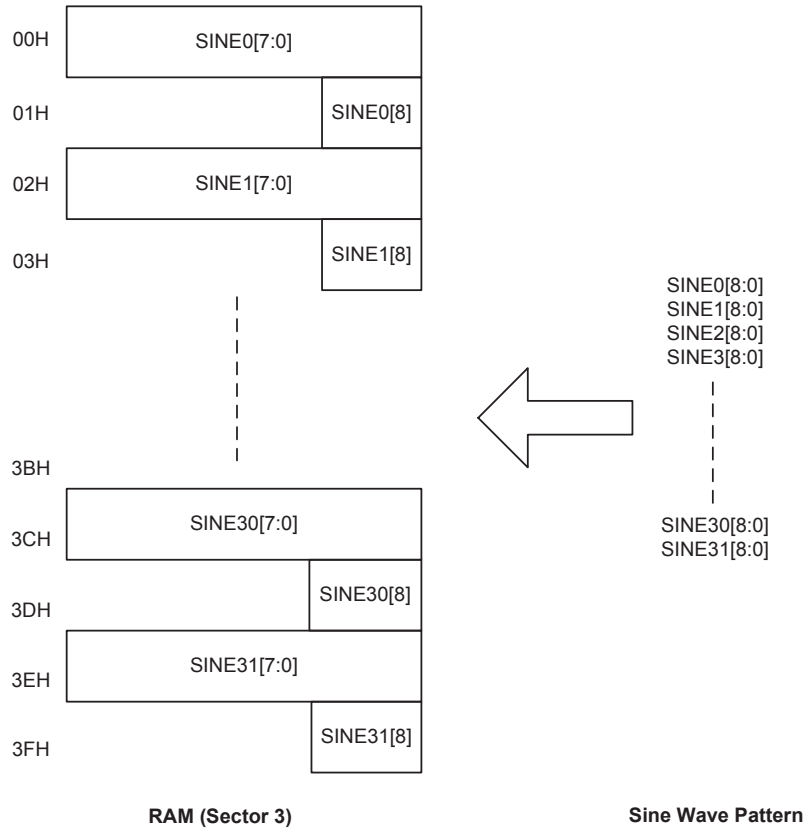 00H
SINE0[7:0]
01H
SINE0[8]
02H
SINE1[7:0]
03H
SINE1[8]
3BH
3CH
SINE30[7:0]
3DH
SINE30[8]
3EH
SINE31[7:0]
3FH
SINE31[8]
RAM (Sector 3)
SINE0[8:0]
SINE1[8:0]
SINE2[8:0]
SINE3[8:0]
SINE30[8:0]
SINE31[8:0]
Sine Wave Pattern